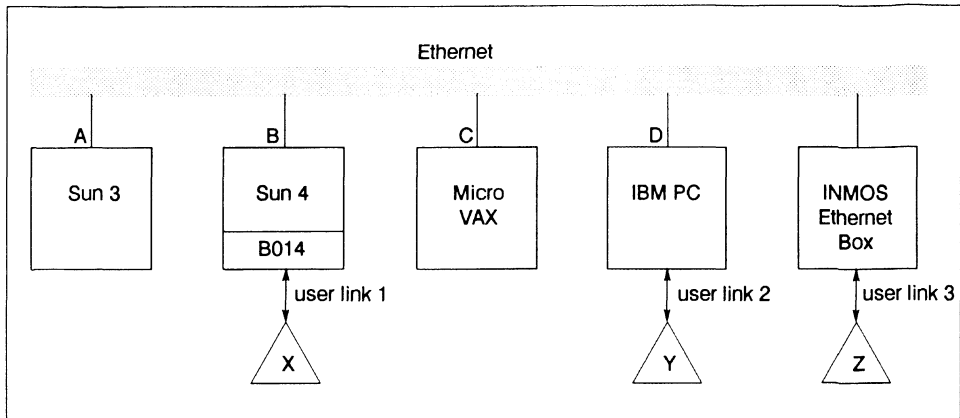 Ethernet
A
B
C
D
Sun 3
Sun 4
Micro
VAX
IBM PC
INMOS
Ethernet
Box
B014
user link 1
user link 2
user link 3
X
Y
Z